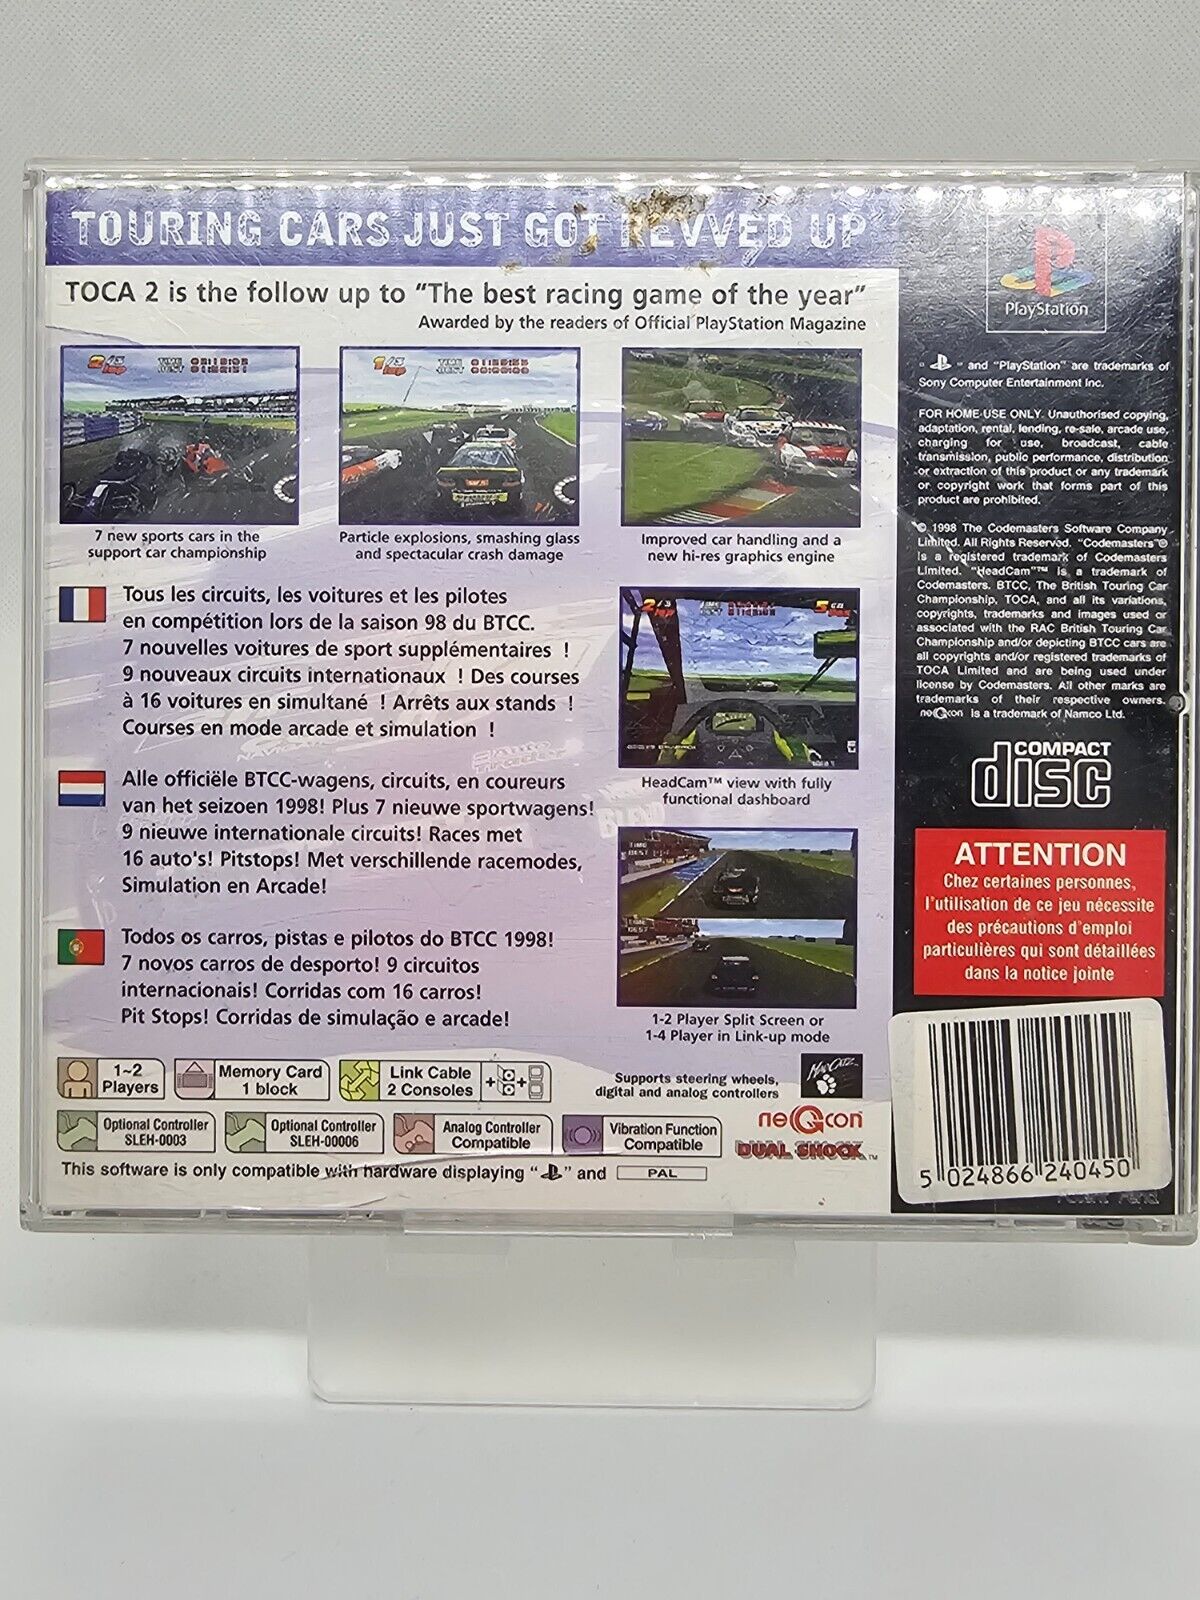 TOURING CARS JUST GOT REVVED UP
TOCA 2 is the follow up to "The best racing game of the year"
Awarded by the readers of Official PlayStation Magazine
7 new sports cars in the
support car championship
Particle explosions, smashing glass
and spectacular crash damage
Improved car handling and a
new hi-res graphics engine
Tous les circuits, les voitures et les pilotes
en compétition lors de la saison 98 du BTCC.
7 nouvelles voitures de sport supplémentaires !
9 nouveaux circuits internationaux ! Des courses
à 16 voitures en simultané ! Arrêts aux stands !
Courses en mode arcade et simulation !
HeadCam™ view with fully
functional dashboard
Alle officiële BTCC-wagens, circuits, en coureurs
van het seizoen 1998! Plus 7 nieuwe sportwagens!
9 nieuwe internationale circuits! Races met
16 auto's! Pitstops! Met verschillende racemodes,
Simulation en Arcade!
Todos os carros, pistas e pilotos do BTCC 1998!
7 novos carros de desporto! 9 circuitos
internacionais! Corridas com 16 carros!
Pit Stops! Corridas de simulação e arcade!
1-2 Player Split Screen or
1-4 Player in Link-up mode
1~2
Players
Memory Card
1 block
Link Cable
2 Consoles
Supports steering wheels,
digital and analog controllers
MAD CATZ
Optional Controller
SLEH-0003
Optional Controller
SLEH-00006
Analog Controller
Compatible
Vibration Function
Compatible
neGcon
DUAL SHOCK™
This software is only compatible with hardware displaying " " and PAL
PlayStation
" " and "PlayStation" are trademarks of
Sony Computer Entertainment Inc.
FOR HOME USE ONLY. Unauthorised copying,
adaptation, rental, lending, re-sale, arcade use,
charging for use, broadcast, cable
transmission, public performance, distribution
or extraction of this product or any trademark
or copyright work that forms part of this
product are prohibited.
© 1998 The Codemasters Software Company
Limited. All Rights Reserved. "Codemasters"®
is a registered trademark of Codemasters
Limited. "HeadCam"™ is a trademark of
Codemasters. BTCC, The British Touring Car
Championship, TOCA, and all its variations,
copyrights, trademarks and images used or
associated with the RAC British Touring Car
Championship and/or depicting BTCC cars are
all copyrights and/or registered trademarks of
TOCA Limited and are being used under
license by Codemasters. All other marks are
trademarks of their respective owners.
neGcon is a trademark of Namco Ltd.
COMPACT
disc
ATTENTION
Chez certaines personnes,
l'utilisation de ce jeu nécessite
des précautions d'emploi
particulières qui sont détaillées
dans la notice jointe
5 024866 240450